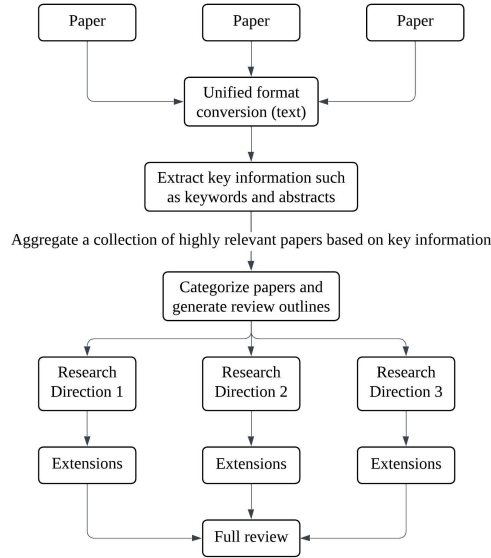 Paper
Paper
Paper
Unified format
conversion (text)
Extract key information such
as keywords and abstracts
Aggregate a collection of highly relevant papers based on key information
Categorize papers and
generate review outlines
Research
Direction 1
Research
Direction 2
Research
Direction 3
Extensions
Extensions
Extensions
Full review